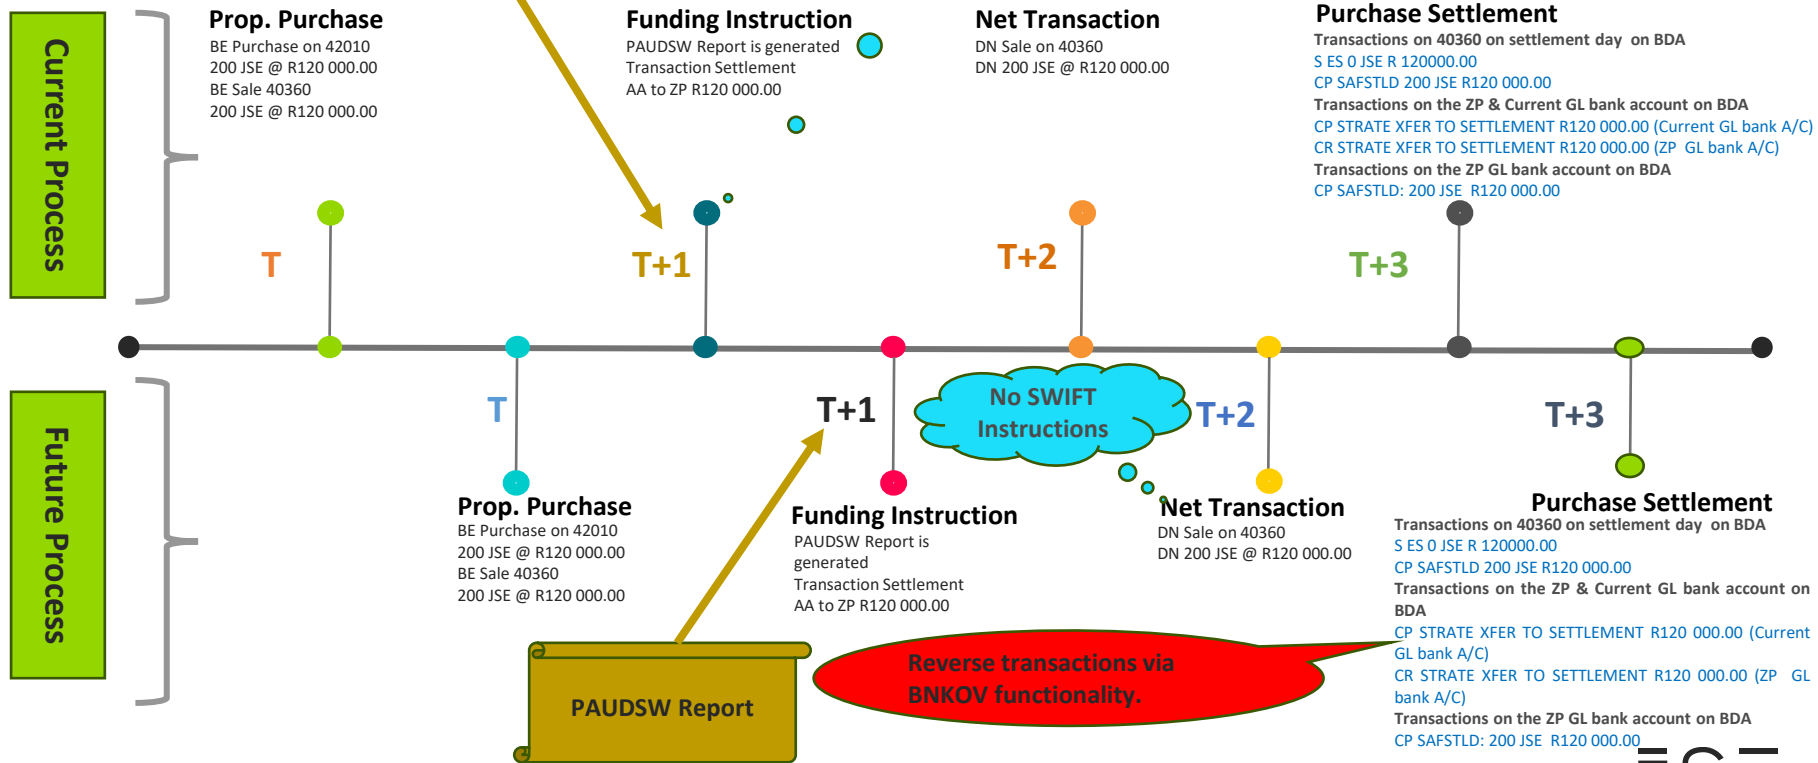 Current Process
Prop. Purchase
BE Purchase on 42010
200 JSE @ R120 000.00
BE Sale 40360
200 JSE @ R120 000.00
Funding Instruction
PAUDSW Report is generated
Transaction Settlement
AA to ZP R120 000.00
Net Transaction
DN Sale on 40360
DN 200 JSE @ R120 000.00
Purchase Settlement
Transactions on 40360 on settlement day on BDA
S ES 0 JSE R 120000.00
CP SAFSTLD 200 JSE R120 000.00
Transactions on the ZP & Current GL bank account on BDA
CP STRATE XFER TO SETTLEMENT R120 000.00 (Current GL bank A/C)
CR STRATE XFER TO SETTLEMENT R120 000.00 (ZP GL bank A/C)
Transactions on the ZP GL bank account on BDA
CP SAFSTLD: 200 JSE R120 000.00
T
T+1
T+2
T+3
Future Process
T
T+1
No SWIFT
Instructions
T+2
T+3
Prop. Purchase
BE Purchase on 42010
200 JSE @ R120 000.00
BE Sale 40360
200 JSE @ R120 000.00
Funding Instruction
PAUDSW Report is
generated
Transaction Settlement
AA to ZP R120 000.00
Net Transaction
DN Sale on 40360
DN 200 JSE @ R120 000.00
Purchase Settlement
Transactions on 40360 on settlement day on BDA
S ES 0 JSE R 120000.00
CP SAFSTLD 200 JSE R120 000.00
Transactions on the ZP & Current GL bank account on
BDA
CP STRATE XFER TO SETTLEMENT R120 000.00 (Current
GL bank A/C)
CR STRATE XFER TO SETTLEMENT R120 000.00 (ZP GL
bank A/C)
Transactions on the ZP GL bank account on BDA
CP SAFSTLD: 200 JSE R120 000.00
PAUDSW Report
Reverse transactions via
BNKOV functionality.